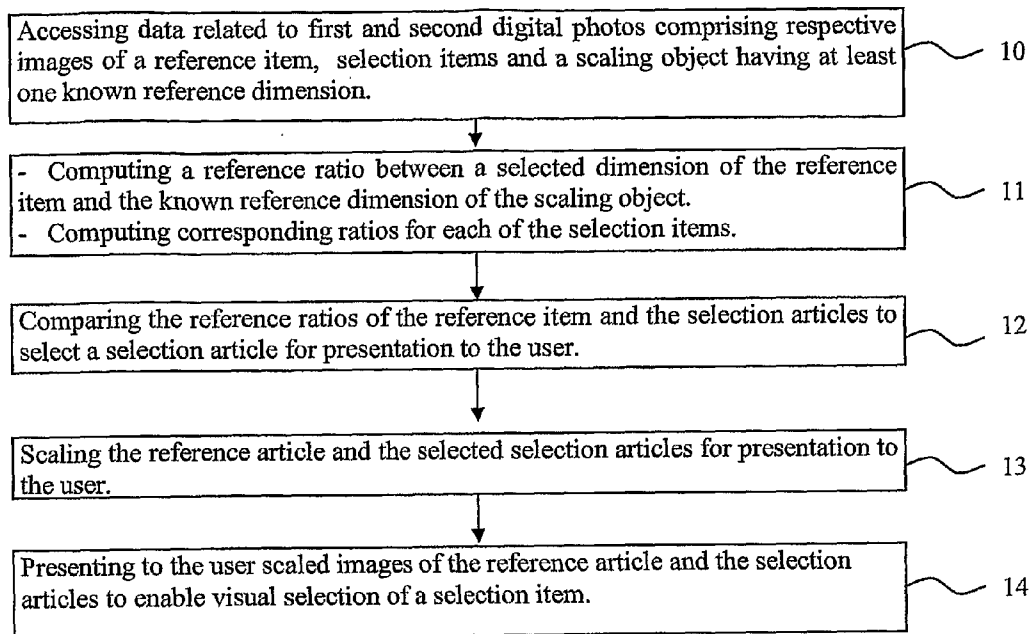 Accessing data related to first and second digital photos comprising respective
images of a reference item, selection items and a scaling object having at least
one known reference dimension.
10
- Computing a reference ratio between a selected dimension of the reference
item and the known reference dimension of the scaling object.
- Computing corresponding ratios for each of the selection items.
11
Comparing the reference ratios of the reference item and the selection articles to
select a selection article for presentation to the user.
12
Scaling the reference article and the selected selection articles for presentation to
the user.
13
Presenting to the user scaled images of the reference article and the selection
articles to enable visual selection of a selection item.
14